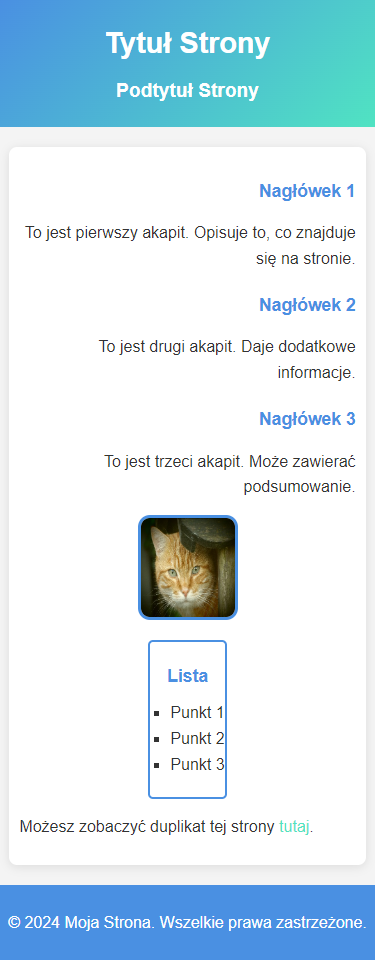 Tytuł Strony
Podtytuł Strony
Nagłówek 1
To jest pierwszy akapit. Opisuje to, co znajduje
się na stronie.
Nagłówek 2
To jest drugi akapit. Daje dodatkowe
informacje.
Nagłówek 3
To jest trzeci akapit. Może zawierać
podsumowanie.
Lista
▪ Punkt 1
▪ Punkt 2
▪ Punkt 3
Możesz zobaczyć duplikat tej strony tutaj.
© 2024 Moja Strona. Wszelkie prawa zastrzeżone.